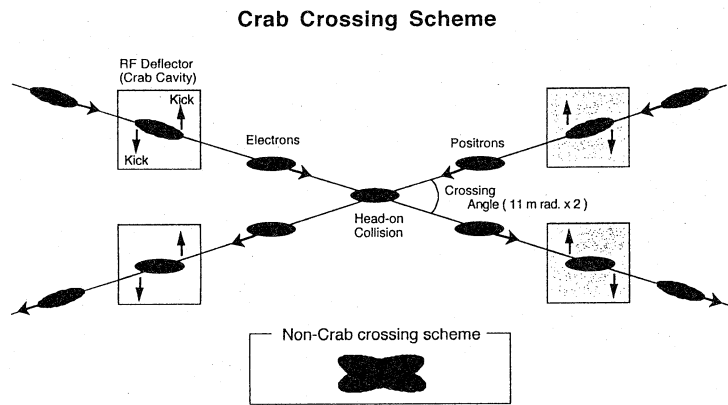 Crab Crossing Scheme
RF Deflector
(Crab Cavity)
Kick
Kick
Electrons
Positrons
Crossing
Angle ( 11 m rad. x 2 )
Head-on
Collision
Non-Crab crossing scheme